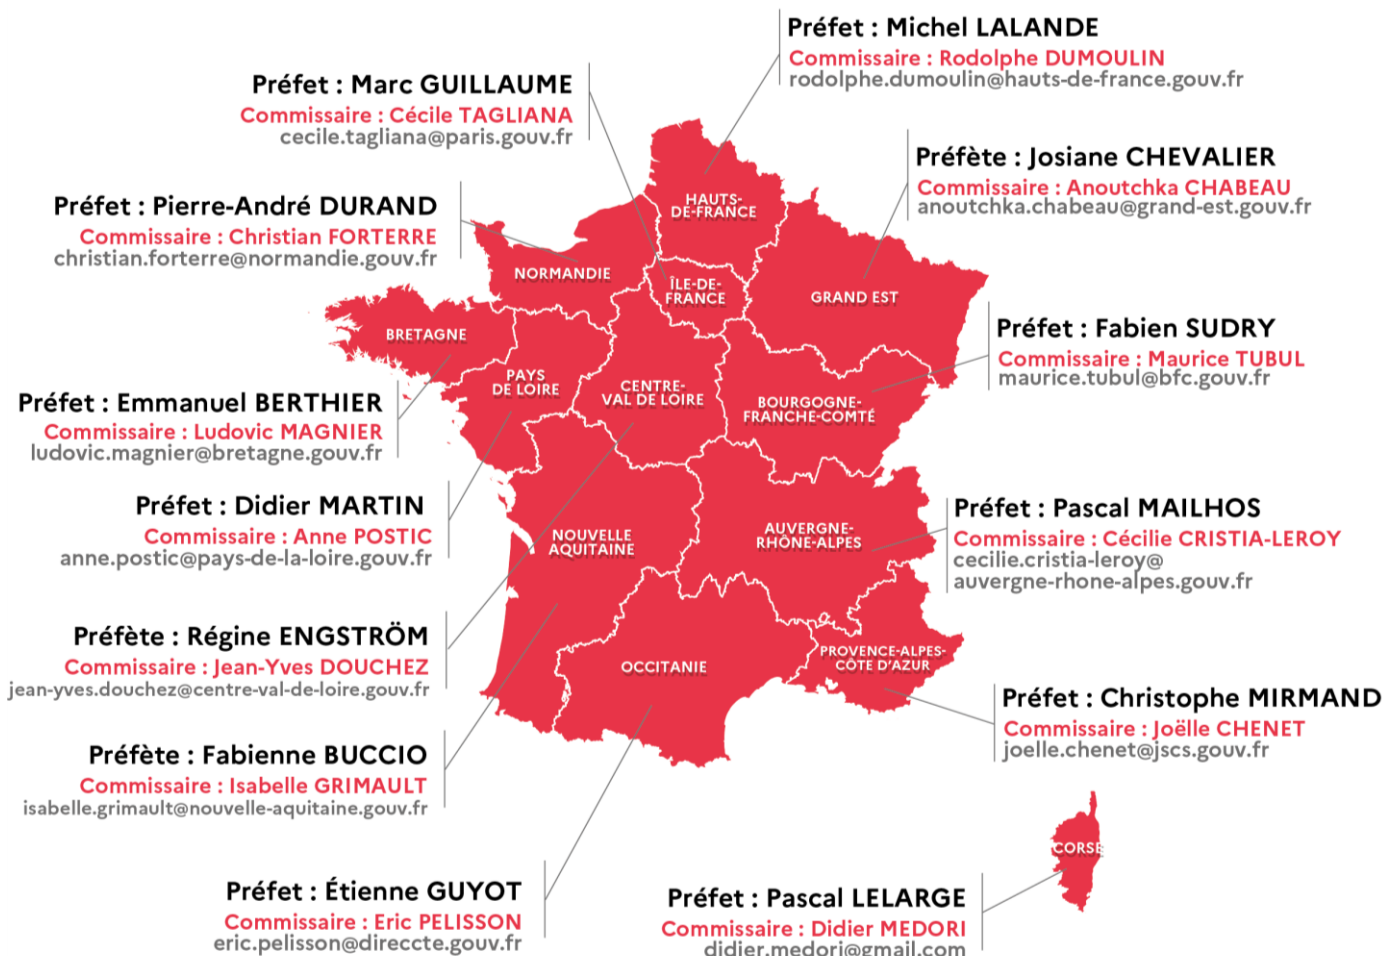 Préfet : Michel LALANDE
Commissaire : Rodolphe DUMOULIN
rodolphe.dumoulin@hauts-de-france.gouv.fr
Préfet : Marc GUILLAUME
Commissaire : Cécile TAGLIANA
cecile.tagliana@paris.gouv.fr
Préfète : Josiane CHEVALIER
Commissaire : Anoutchka CHABEAU
anoutchka.chabeau@grand-est.gouv.fr
Préfet : Pierre-André DURAND
Commissaire : Christian FORTERRE
christian.forterre@normandie.gouv.fr
HAUTS-
DE-FRANCE
NORMANDIE
ÎLE-DE-
FRANCE
GRAND EST
BRETAGNE
Préfet : Fabien SUDRY
Commissaire : Maurice TUBUL
maurice.tubul@bfc.gouv.fr
PAYS
DE LOIRE
CENTRE-
VAL DE LOIRE
BOURGOGNE-
FRANCHE-COMTÉ
Préfet : Emmanuel BERTHIER
Commissaire : Ludovic MAGNIER
ludovic.magnier@bretagne.gouv.fr
Préfet : Didier MARTIN
Commissaire : Anne POSTIC
anne.postic@pays-de-la-loire.gouv.fr
NOUVELLE
AQUITAINE
AUVERGNE-
RHÔNE-ALPES
Préfet : Pascal MAILHOS
Commissaire : Cécilie CRISTIA-LEROY
cecilie.cristia-leroy@
auvergne-rhone-alpes.gouv.fr
Préfète : Régine ENGSTRÖM
Commissaire : Jean-Yves DOUCHEZ
jean-yves.douchez@centre-val-de-loire.gouv.fr
OCCITANIE
PROVENCE-ALPES-
CÔTE D'AZUR
Préfet : Christophe MIRMAND
Commissaire : Joëlle CHENET
joelle.chenet@jscs.gouv.fr
Préfète : Fabienne BUCCIO
Commissaire : Isabelle GRIMAULT
isabelle.grimault@nouvelle-aquitaine.gouv.fr
CORSE
Préfet : Étienne GUYOT
Commissaire : Eric PELISSON
eric.pelisson@direccte.gouv.fr
Préfet : Pascal LELARGE
Commissaire : Didier MEDORI
didier.medori@gmail.com